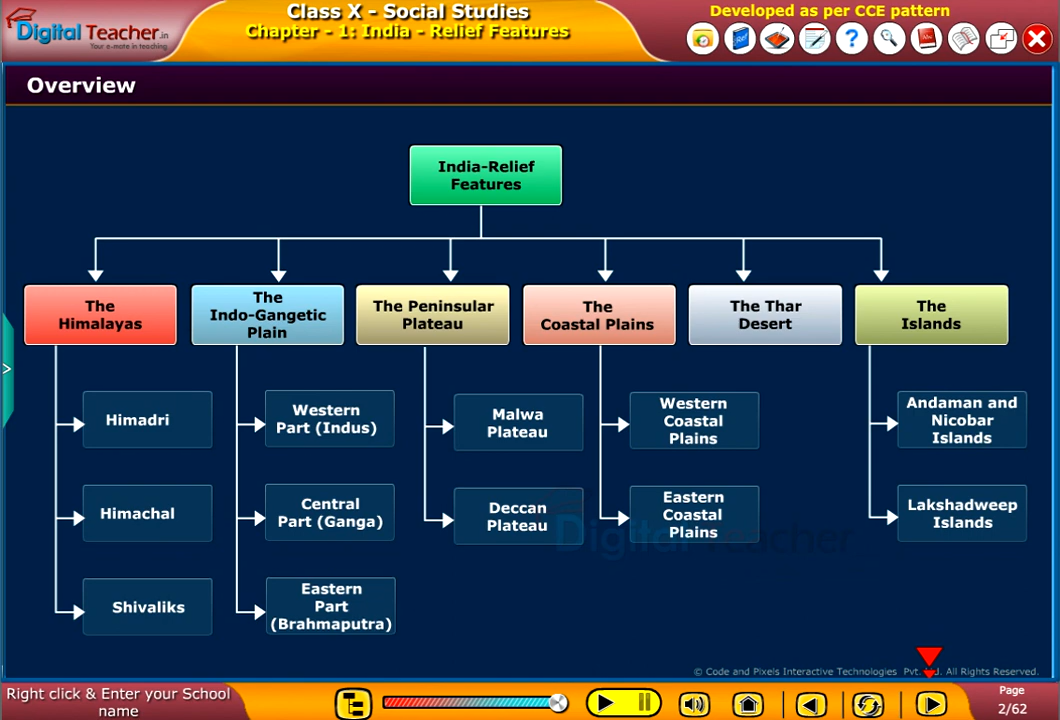 Digital Teacher.in
Your e-mate in teaching
Class X - Social Studies
Chapter - 1: India - Relief Features
Developed as per CCE pattern
Overview
India-Relief
Features
The
Himalayas
The
Indo-Gangetic
Plain
The Peninsular
Plateau
The
Coastal Plains
The Thar
Desert
The
Islands
Himadri
Himachal
Shivaliks
Western
Part (Indus)
Central
Part (Ganga)
Eastern
Part
(Brahmaputra)
Malwa
Plateau
Deccan
Plateau
Western
Coastal
Plains
Eastern
Coastal
Plains
Andaman and
Nicobar
Islands
Lakshadweep
Islands
Digital Teacher
© Code and Pixels Interactive Technologies Pvt. Ltd. All Rights Reserved.
Right click & Enter your School
name
Page
2/62